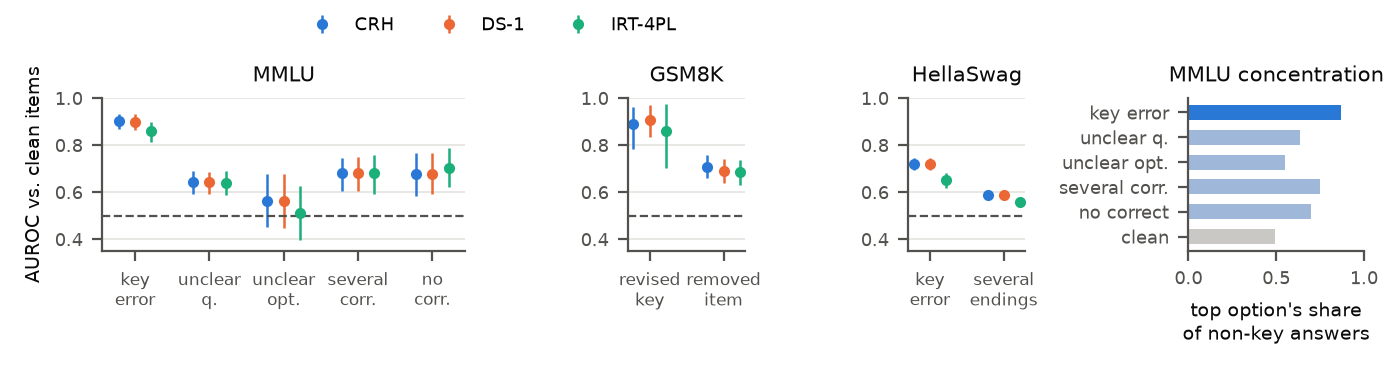 CRH DS-1 IRT-4PL
MMLU
AUROC vs. clean items
1.0
0.8
0.6
0.4
key error
unclear q.
unclear opt.
several corr.
no corr.
GSM8K
1.0
0.8
0.6
0.4
revised key
removed item
HellaSwag
1.0
0.8
0.6
0.4
key error
several endings
MMLU concentration
key error
unclear q.
unclear opt.
several corr.
no correct
clean
0.0 0.5 1.0
top option's share
of non-key answers